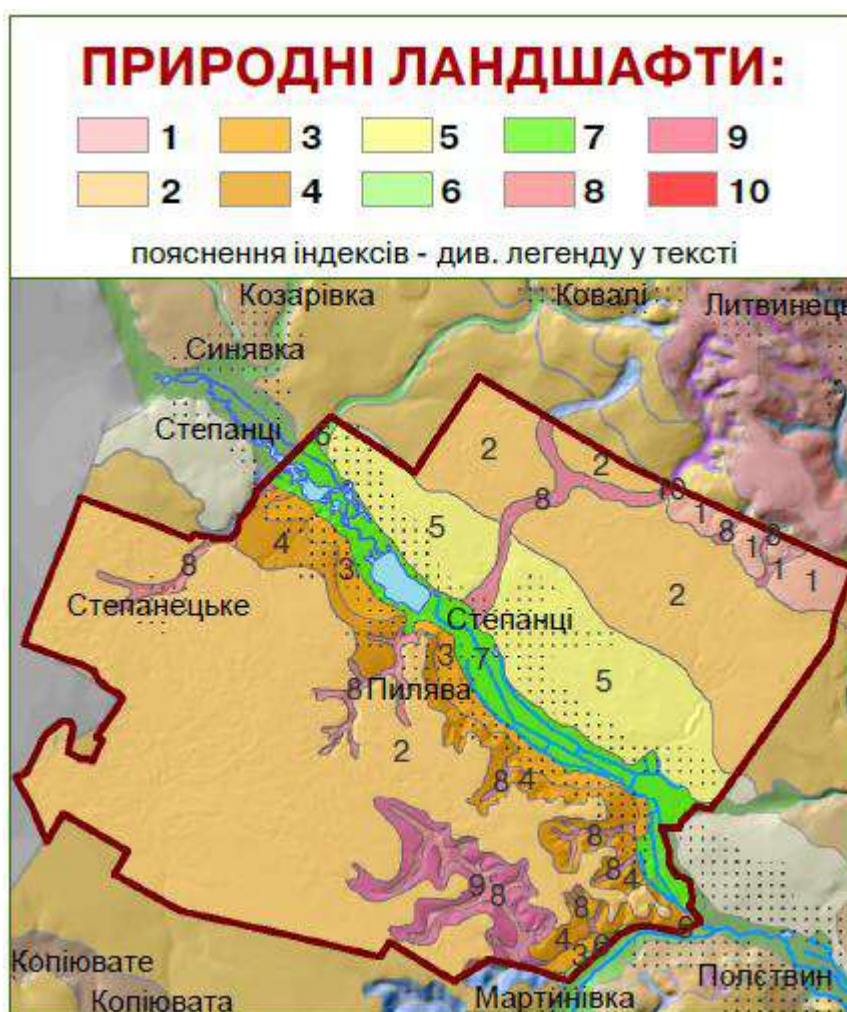 ПРИРОДНІ ЛАНДШАФТИ:
1 3 5 7 9
2 4 6 8 10
пояснення індексів - див. легенду у тексті
Козарівка Ковалі
Синявка
Степанці
6 2 2
8 10
5 1 8 8
4 1
3 1 1
8 2
Степанецьке Степанці
3 7
8 Пилява 5
2
8 4
8
8 4
9 8 8
4 6
3
Копіювате Полствин
Копіювата Мартинівка